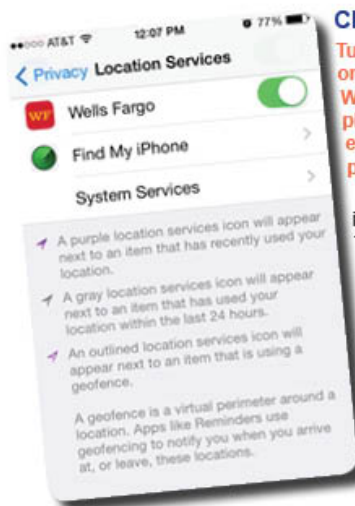 AT&T 12:07 PM 77%
Privacy Location Services
WF Wells Fargo
Find My iPhone
System Services
A purple location services icon will appear
next to an item that has recently used your
location.
A gray location services icon will appear
next to an item that has used your
location within the last 24 hours.
An outlined location services icon will
appear next to an item that is using a
geofence.
A geofence is a virtual perimeter around a
location. Apps like Reminders use
geofencing to notify you when you arrive
at, or leave, these locations.